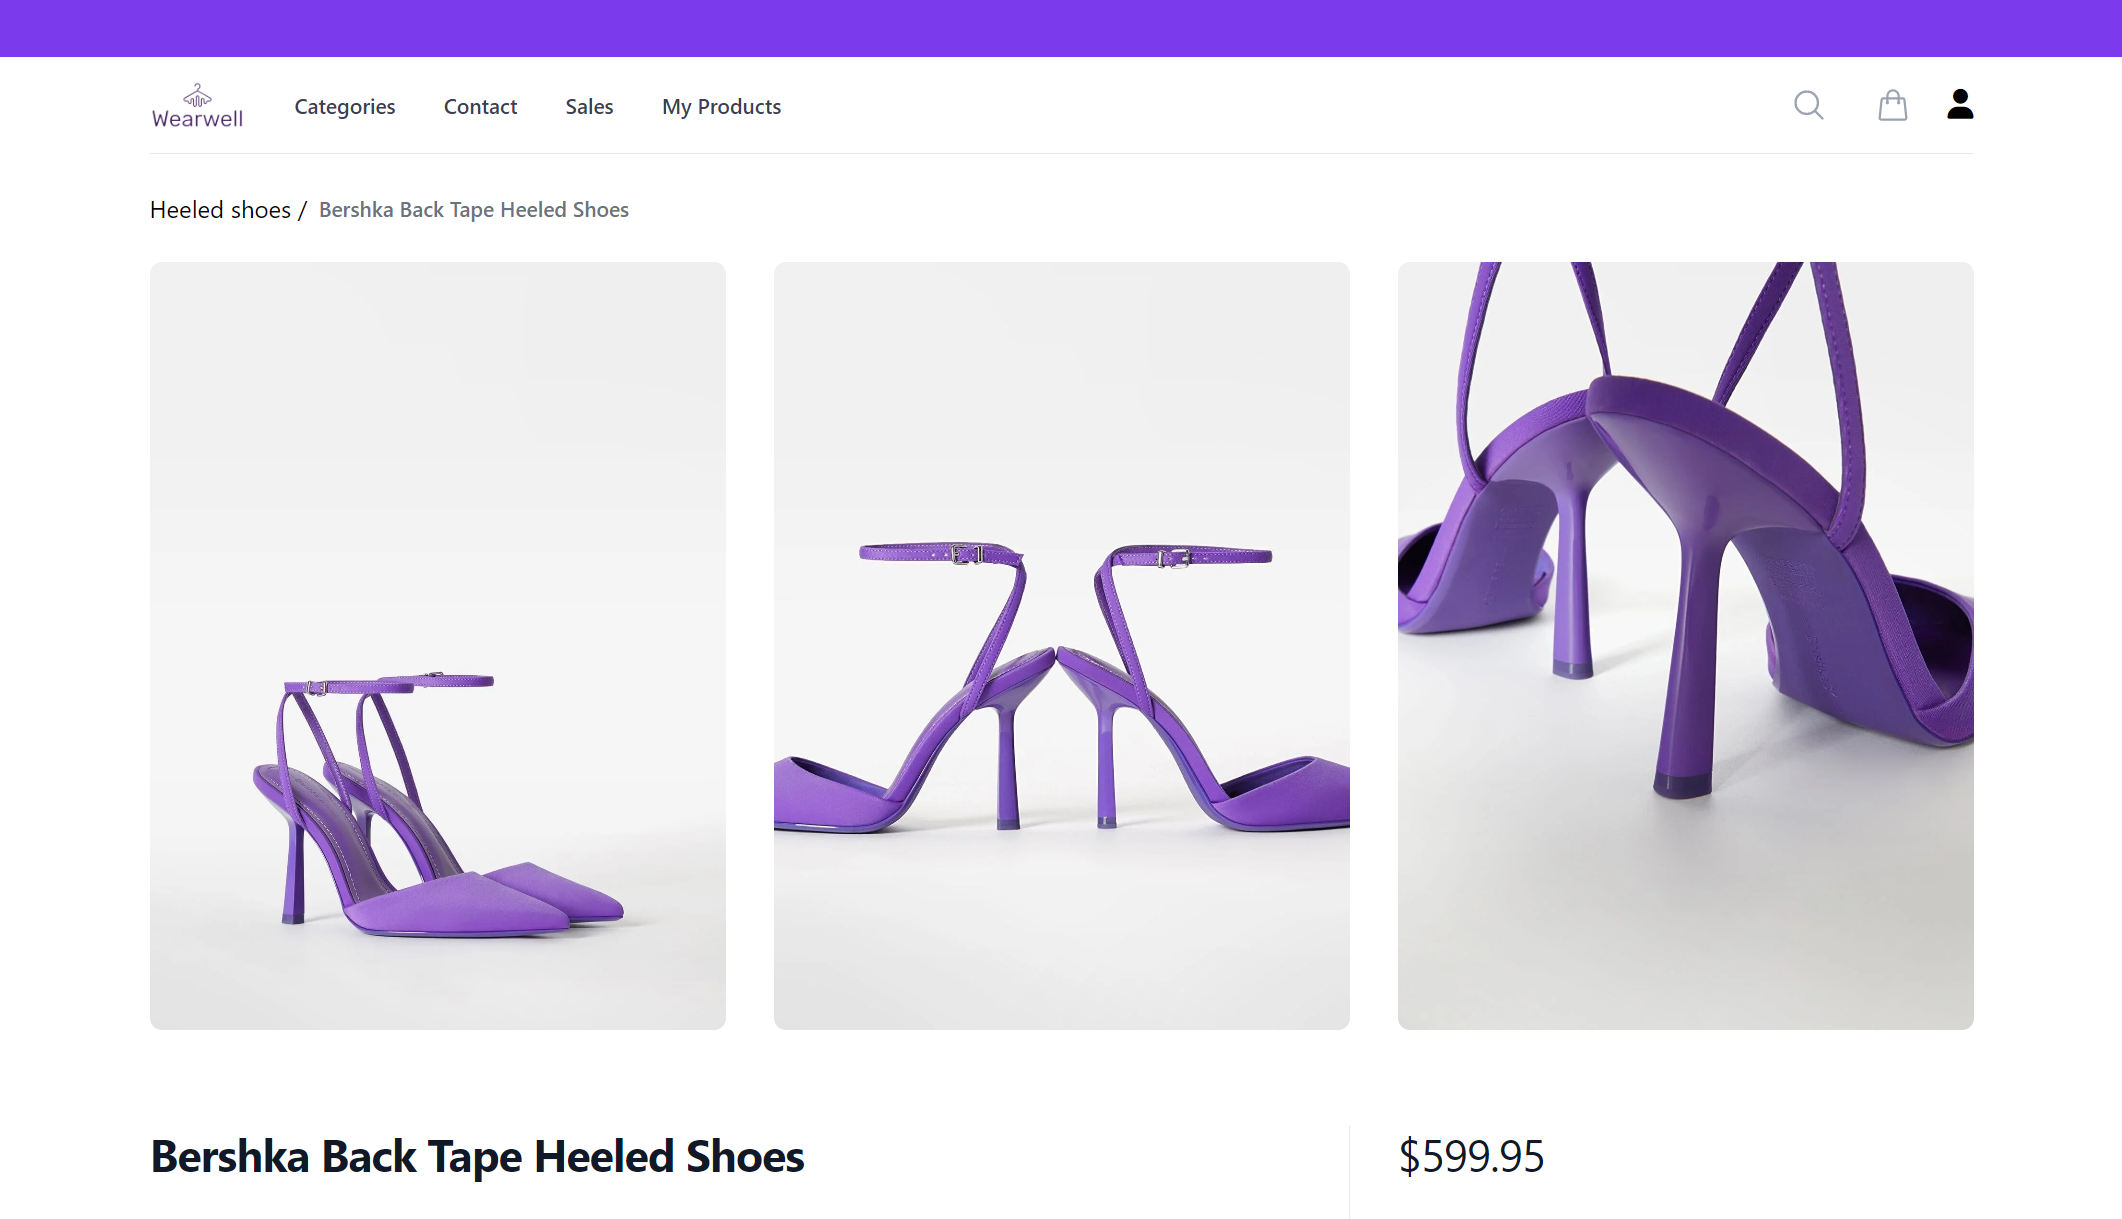 Wearwell
Categories Contact Sales My Products
Heeled shoes / Bershka Back Tape Heeled Shoes
Bershka Back Tape Heeled Shoes
$599.95